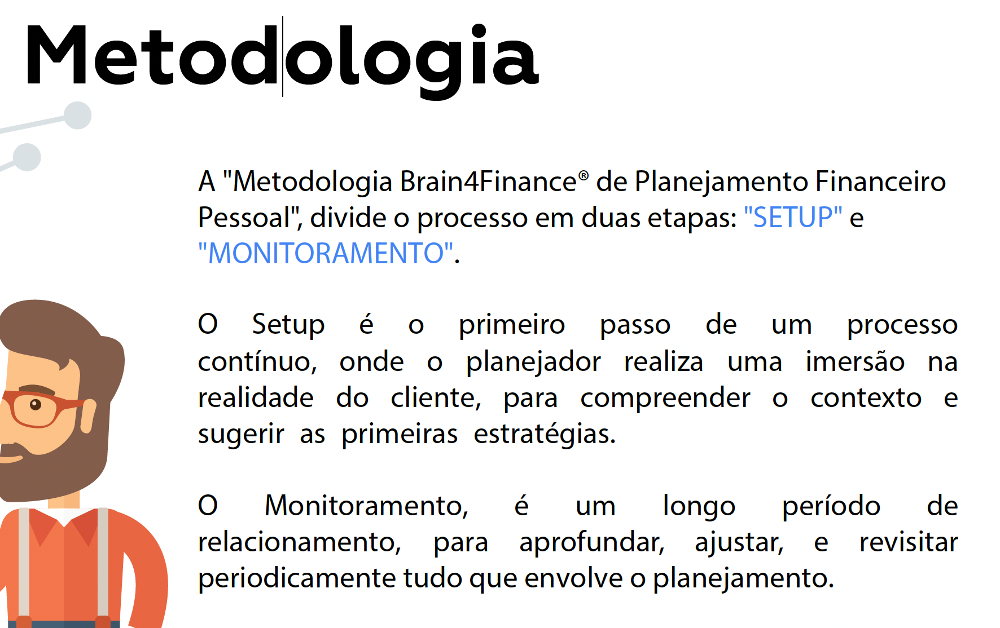 Metodologia
A "Metodologia Brain4Finance® de Planejamento Financeiro
Pessoal", divide o processo em duas etapas: "SETUP" e
"MONITORAMENTO".
O Setup é o primeiro passo de um processo
contínuo, onde o planejador realiza uma imersão na
realidade do cliente, para compreender o contexto e
sugerir as primeiras estratégias.
O Monitoramento, é um longo período de
relacionamento, para aprofundar, ajustar, e revisitar
periodicamente tudo que envolve o planejamento.